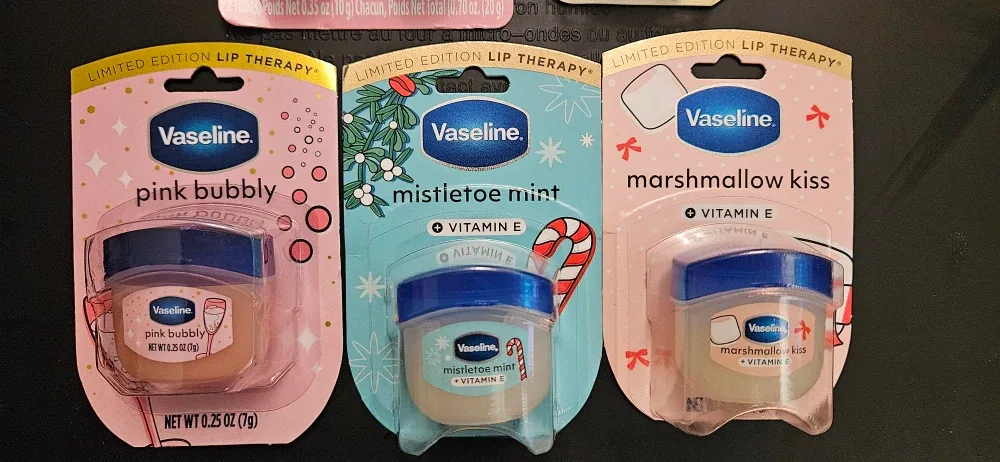 2 Tubes, Poids Net 0.35 oz (10 g) Chacun, Poids Net Total (0.70 oz. (20 g)
LIMITED EDITION LIP THERAPY®
Vaseline.
pink bubbly
Vaseline.
pink bubbly
NET WT 0.25 OZ (7g)
NET WT 0.25 OZ (7g)
LIMITED EDITION LIP THERAPY®
Vaseline.
mistletoe mint
+ VITAMIN E
Vaseline.
mistletoe mint
+ VITAMIN E
LIMITED EDITION LIP THERAPY®
Vaseline.
marshmallow kiss
+ VITAMIN E
Vaseline.
marshmallow kiss
+ VITAMIN E